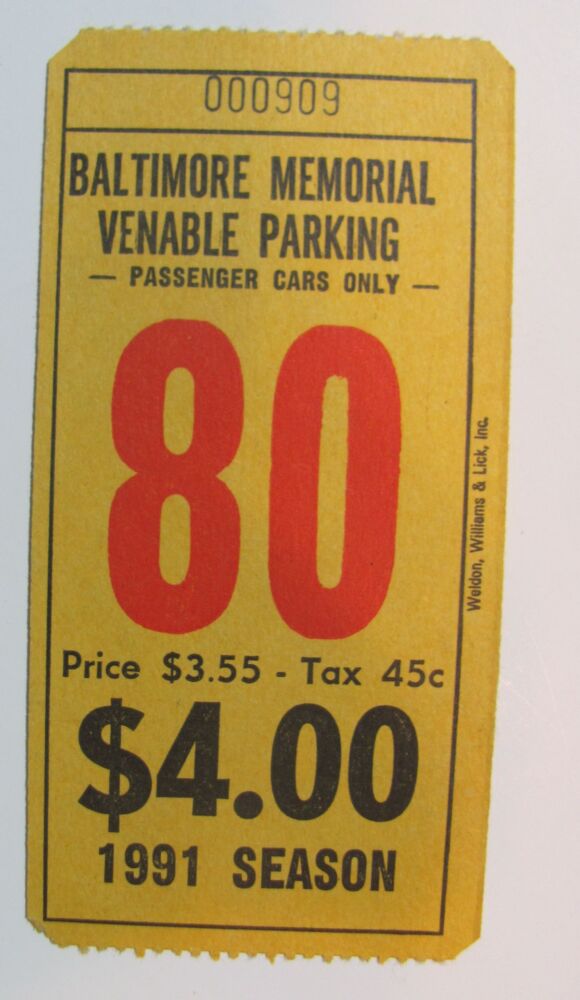 000909
BALTIMORE MEMORIAL
VENABLE PARKING
— PASSENGER CARS ONLY —
80
Price $3.55 - Tax 45c
$4.00
1991 SEASON
Weldon, Williams & Lick, Inc.